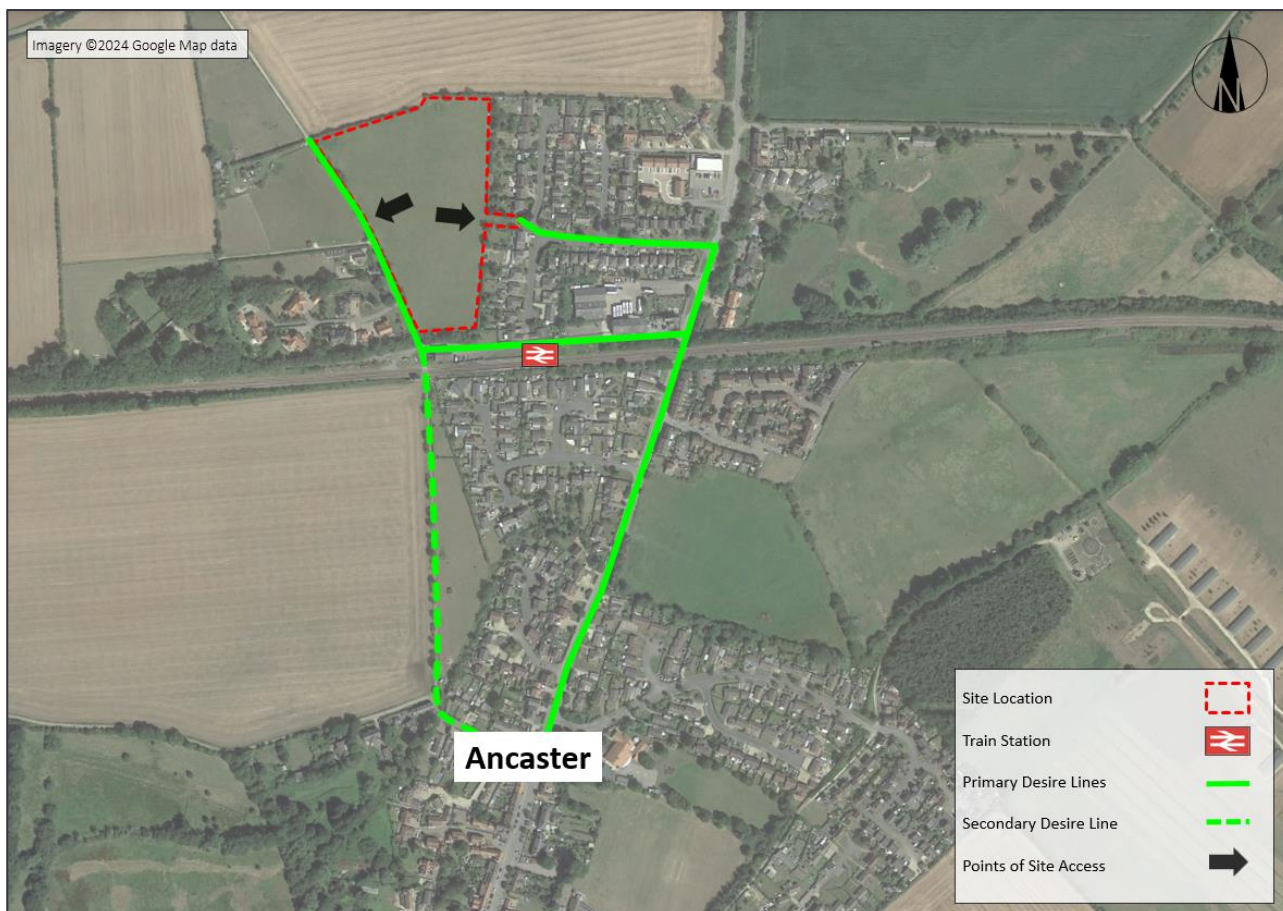 Imagery ©2024 Google Map data
N
Ancaster
Site Location
Train Station
Primary Desire Lines
Secondary Desire Line
Points of Site Access